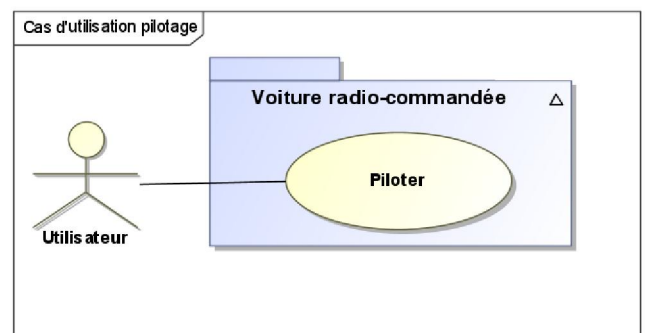 Cas d'utilisation pilotage
Voiture radio-commandée
Piloter
Utilisateur